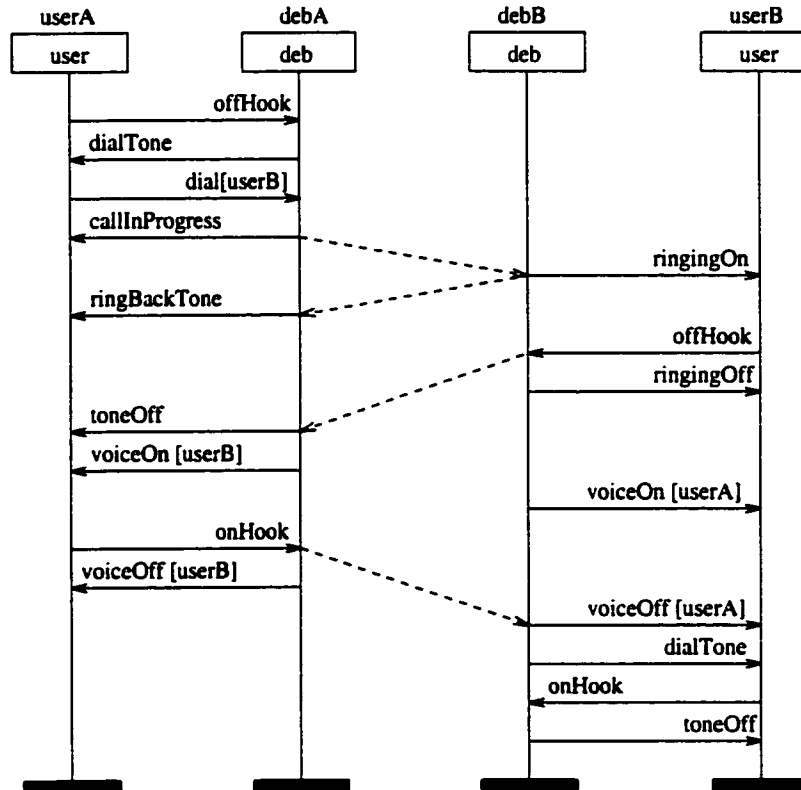 userA debA debB userB
user deb deb user
offHook
dialTone
dial[userB]
callInProgress
ringingOn
ringBackTone
offHook
ringingOff
toneOff
voiceOn [userB]
voiceOn [userA]
onHook
voiceOff [userB]
voiceOff [userA]
dialTone
onHook
toneOff